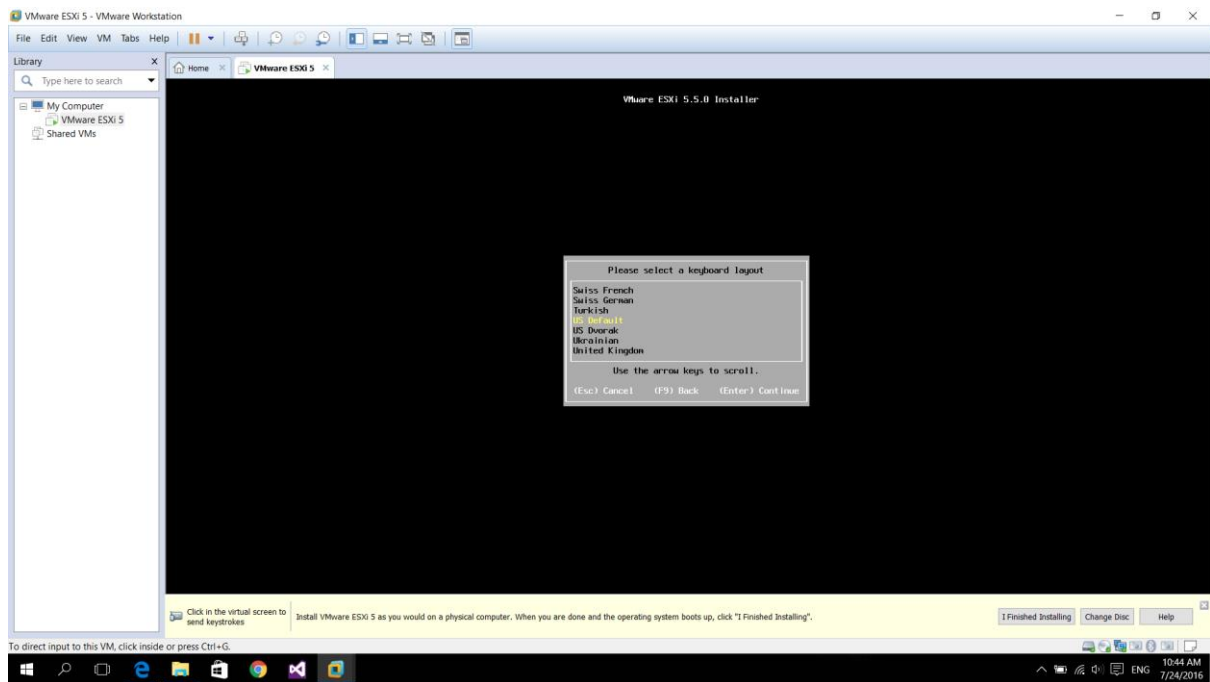 VMware ESXi 5 - VMware Workstation
File Edit View VM Tabs Help
Library X
Home × VMware ESXi 5 ×
Type here to search
My Computer
VMware ESXi 5
Shared VMs
VMware ESXi 5.5.0 Installer
Please select a keyboard layout
Swiss French
Swiss German
Turkish
US Default
US Dvorak
Ukrainian
United Kingdom
Use the arrow keys to scroll.
(Esc) Cancel (F9) Back (Enter) Continue
Click in the virtual screen to
send keystrokes
Install VMware ESXi 5 as you would on a physical computer. When you are done and the operating system boots up, click "I Finished Installing".
I Finished Installing Change Disc Help
To direct input to this VM, click inside or press Ctrl+G.
ENG
10:44 AM
7/24/2016